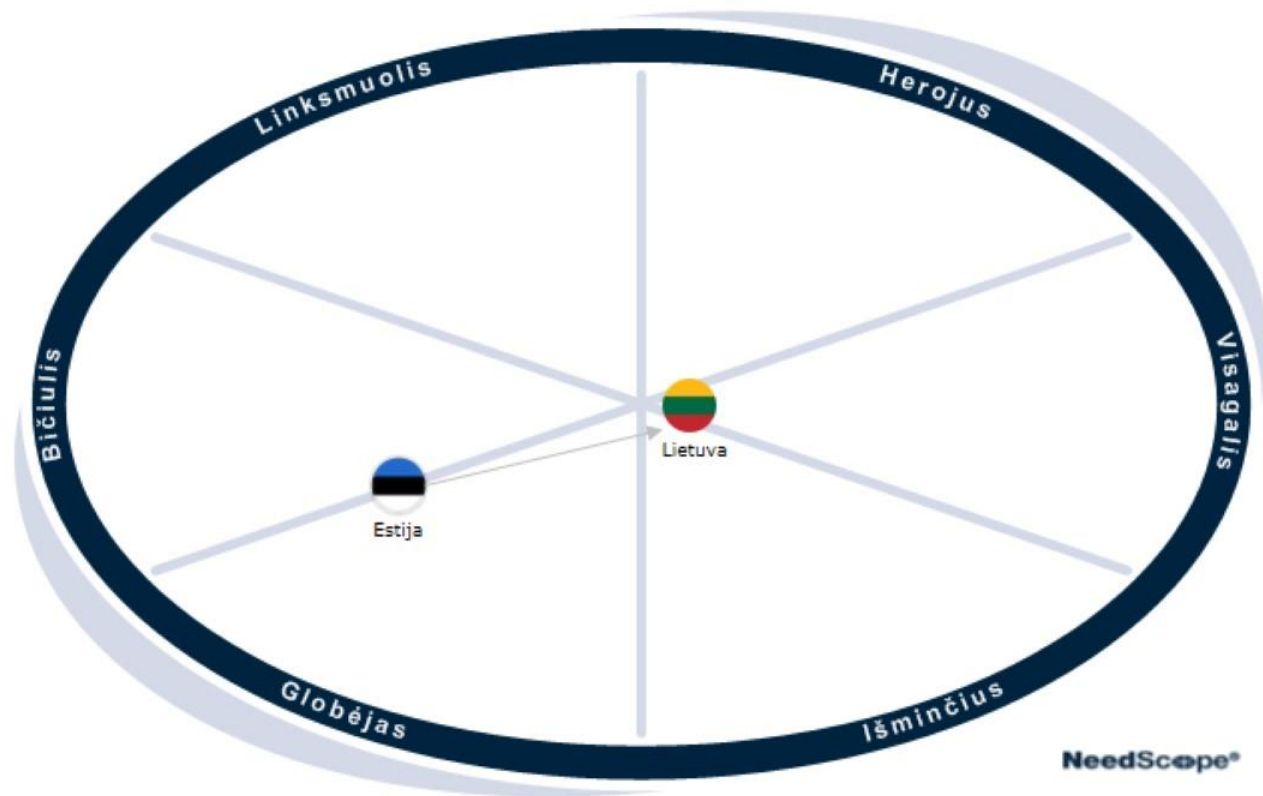 Linksmuolis
Herojus
Bičiulis
Visagalis
Lietuva
Estija
Globėjas
Išminčius
NeedScope®